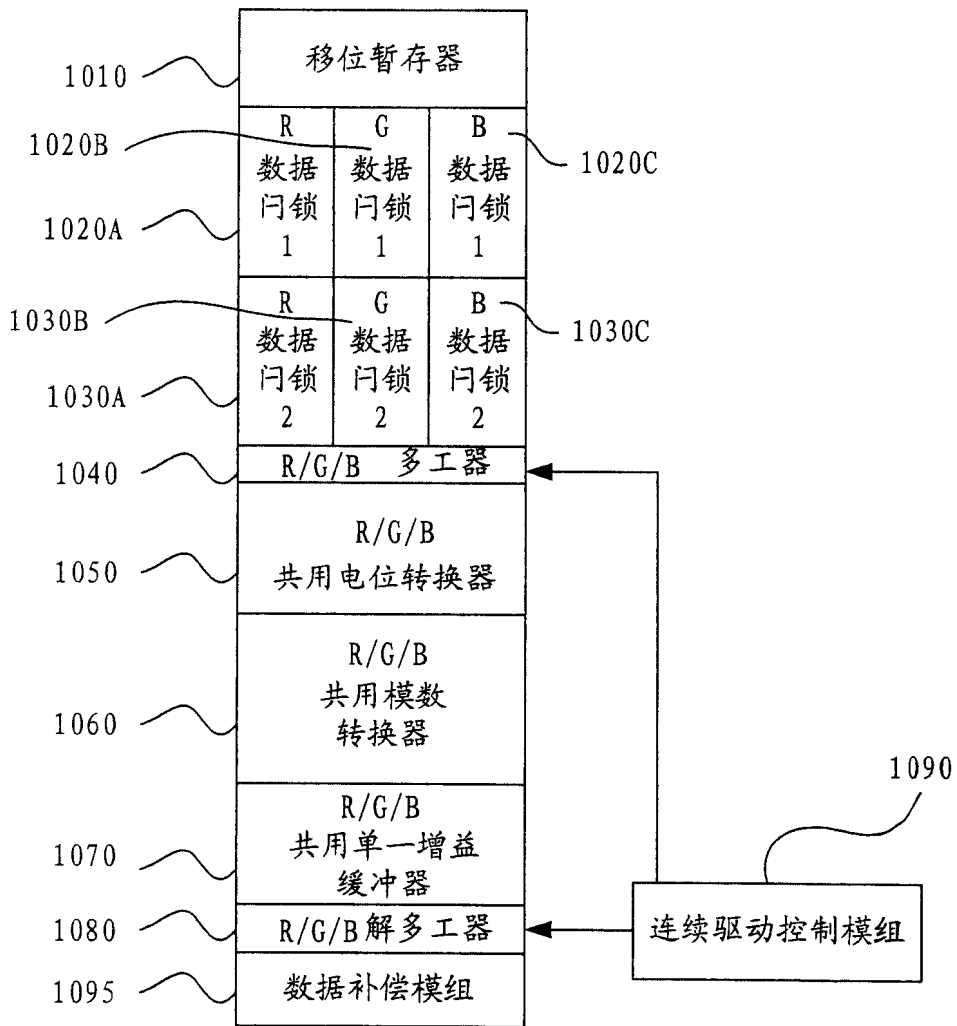 1010
移位暂存器
1020B
R
G
B
1020C
数据
数据
数据
1020A
闩锁
闩锁
闩锁
1
1
1
1030B
R
G
B
1030C
数据
数据
数据
1030A
闩锁
闩锁
闩锁
2
2
2
1040
R/G/B 多工器
1050
R/G/B
共用电位转换器
1060
R/G/B
共用模数
转换器
1090
1070
R/G/B
共用单一增益
缓冲器
1080
R/G/B 解多工器
连续驱动控制模组
1095
数据补偿模组